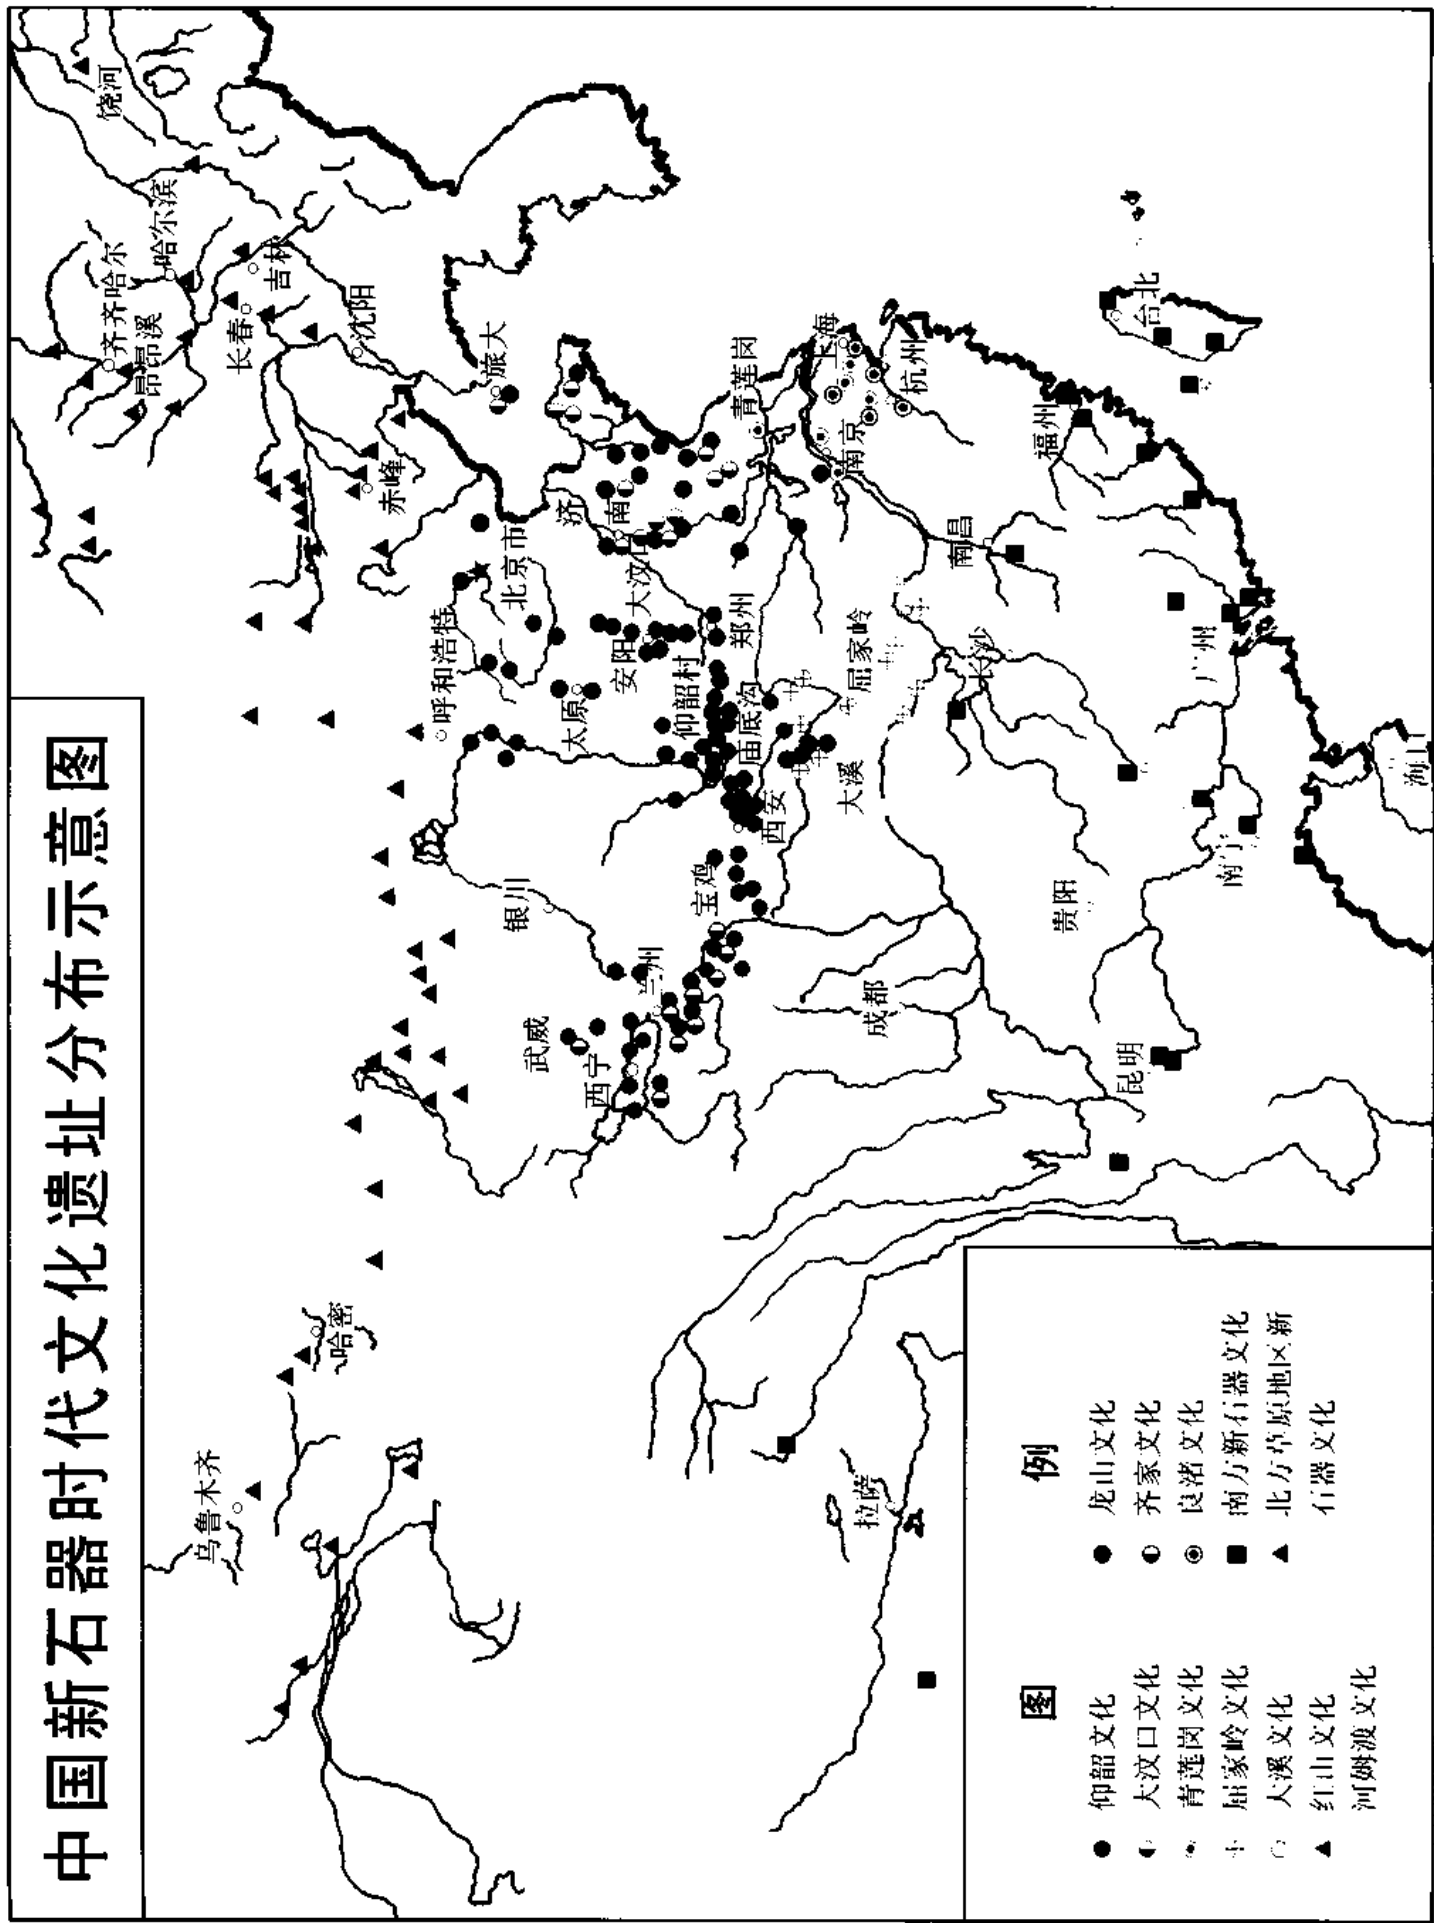 中国新石器时代文化遗址分布示意图
饶河
哈尔滨
齐齐哈尔
昂昂溪
吉林
长春
沈阳
旅大
赤峰
北京市
呼和浩特
济南
大汶口
安阳
太原
青莲岗
上海
杭州
南京
郑州
仰韶村
庙底沟
西安
宝鸡
屈家岭
大溪
银川
兰州
武威
西宁
哈密
乌鲁木齐
拉萨
成都
昆明
贵阳
长沙
南昌
福州
台北
广州
南宁
海口
图例
仰韶文化
大汶口文化
青莲岗文化
屈家岭文化
大溪文化
红山文化
河姆渡文化
龙山文化
齐家文化
良渚文化
南方新石器文化
北方草原地区新
石器文化